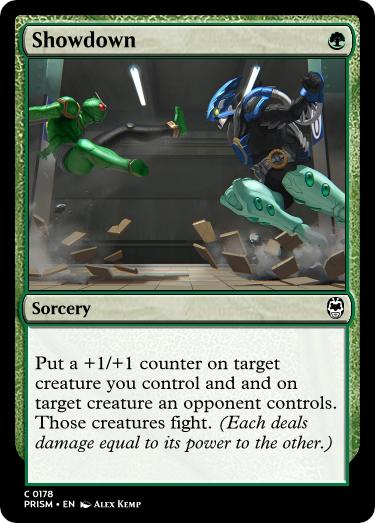 Showdown
Sorcery
Put a +1/+1 counter on target
creature you control and and on
target creature an opponent controls.
Those creatures fight. (Each deals
damage equal to its power to the other.)
C 0178
PRISM • EN Alex Kemp